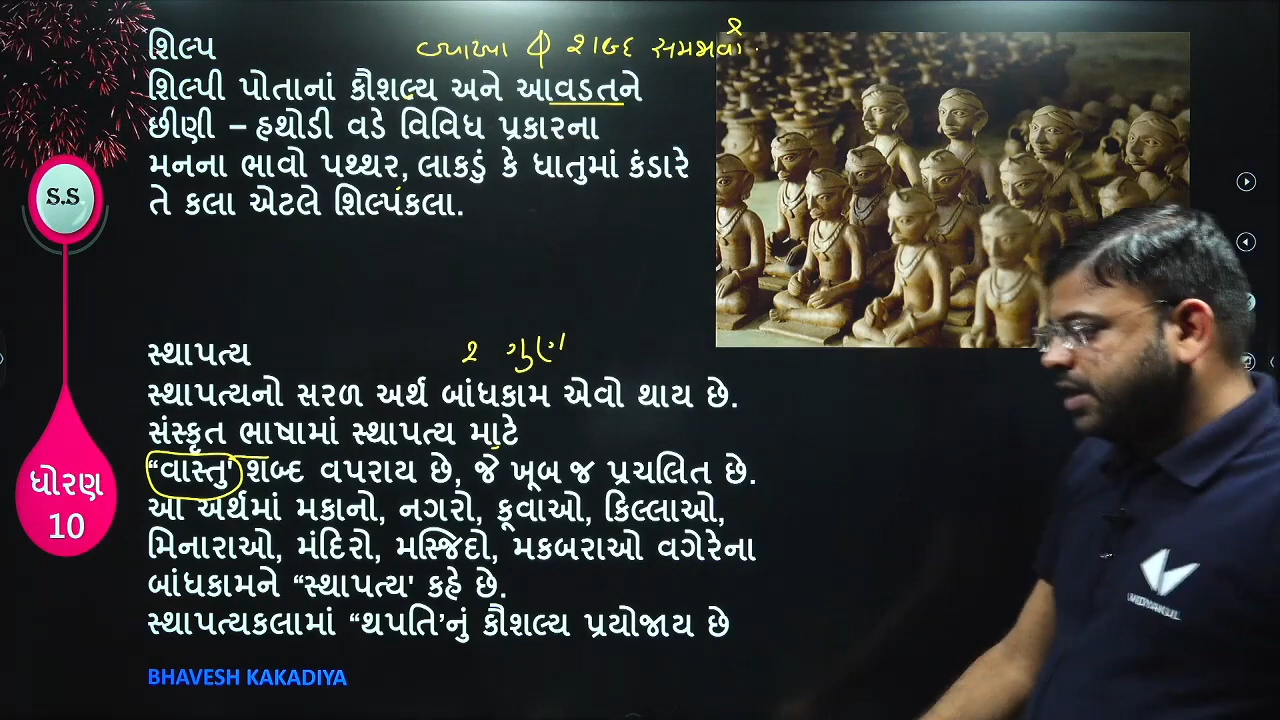 શિલ્પ
વ્યાખ્યા શબ્દ સમજાવો.
શિલ્પી પોતાનાં કૌશલ્ય અને આવડતને
છીણી – હથોડી વડે વિવિધ પ્રકારના
મનના ભાવો પથ્થર, લાકડું કે ધાતુમાં કંડારે
તે કલા એટલે શિલ્પકલા.
S.S.
સ્થાપત્ય
૨ ગુણ
સ્થાપત્યનો સરળ અર્થ બાંધકામ એવો થાય છે.
સંસ્કૃત ભાષામાં સ્થાપત્ય માટે
“વાસ્તુ' શબ્દ વપરાય છે, જે ખૂબ જ પ્રચલિત છે.
આ અર્થમાં મકાનો, નગરો, કૂવાઓ, કિલ્લાઓ,
મિનારાઓ, મંદિરો, મસ્જિદો, મકબરાઓ વગેરેના
બાંધકામને “સ્થાપત્ય' કહે છે.
સ્થાપત્યકલામાં “થપતિ’નું કૌશલ્ય પ્રયોજાય છે
ધોરણ
10
BHAVESH KAKADIYA
VIDYAKUL